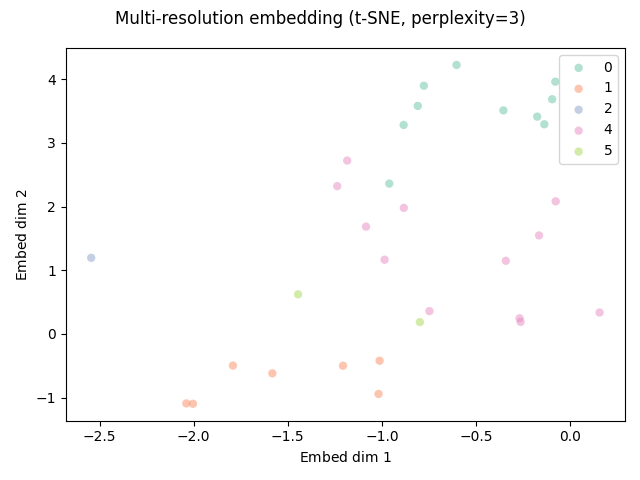 Multi-resolution embedding (t-SNE, perplexity=3)
0
1
2
4
5
4
3
2
1
0
−1
Embed dim 2
−2.5 −2.0 −1.5 −1.0 −0.5 0.0
Embed dim 1